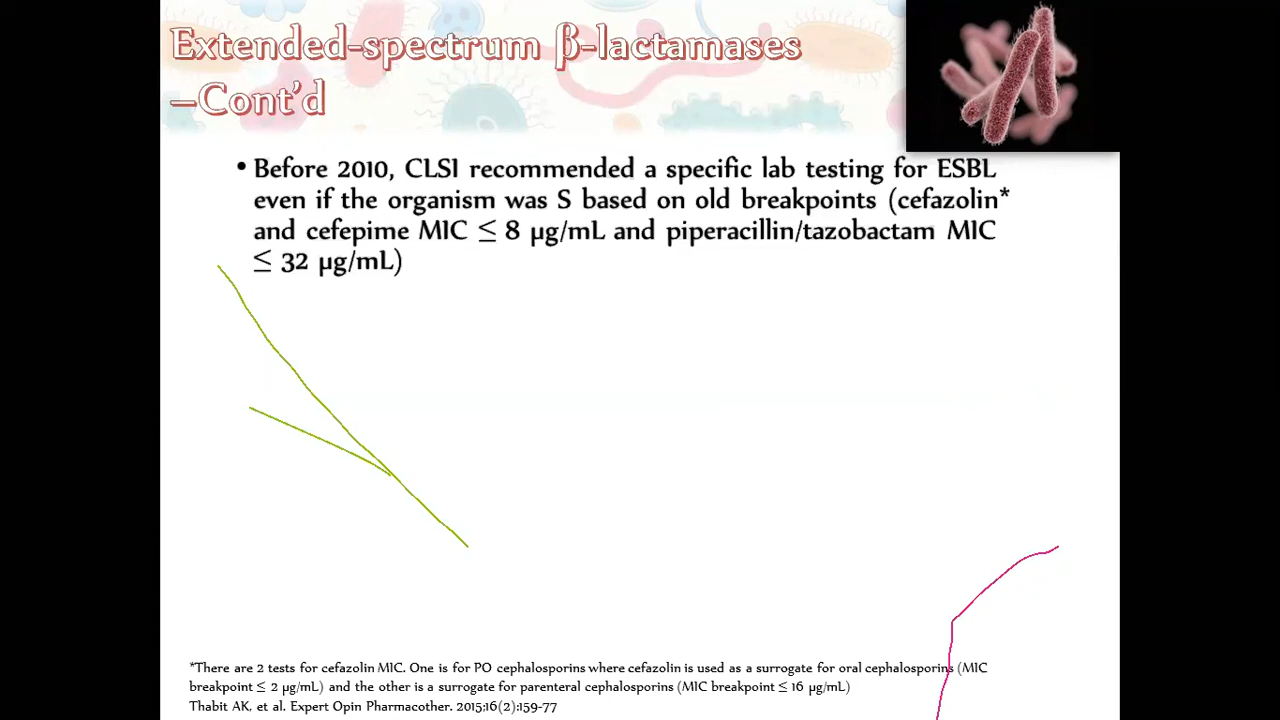 Extended-spectrum β-lactamases
–Cont'd
• Before 2010, CLSI recommended a specific lab testing for ESBL
even if the organism was S based on old breakpoints (cefazolin*
and cefepime MIC ≤ 8 µg/mL and piperacillin/tazobactam MIC
≤ 32 µg/mL)
*There are 2 tests for cefazolin MIC. One is for PO cephalosporins where cefazolin is used as a surrogate for oral cephalosporins (MIC
breakpoint ≤ 2 µg/mL) and the other is a surrogate for parenteral cephalosporins (MIC breakpoint ≤ 16 µg/mL)
Thabit AK. et al. Expert Opin Pharmacother. 2015;16(2):159-77